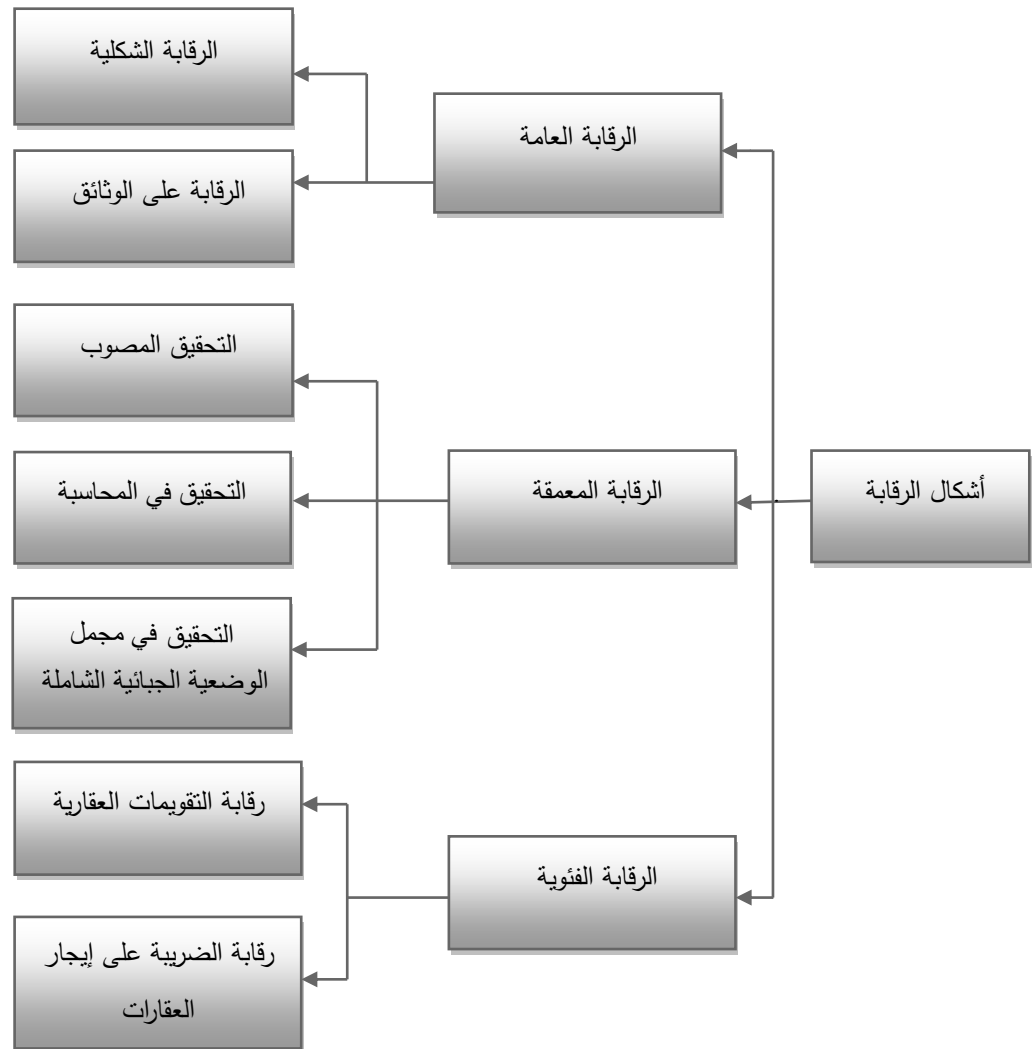 أشكال الرقابة
الرقابة العامة
الرقابة الشكلية
الرقابة على الوثائق
الرقابة المعمقة
التحقيق المصوب
التحقيق في المحاسبة
التحقيق في مجمل
الوضعية الجبائية الشاملة
الرقابة الفئوية
رقابة التقويمات العقارية
رقابة الضريبة على إيجار
العقارات